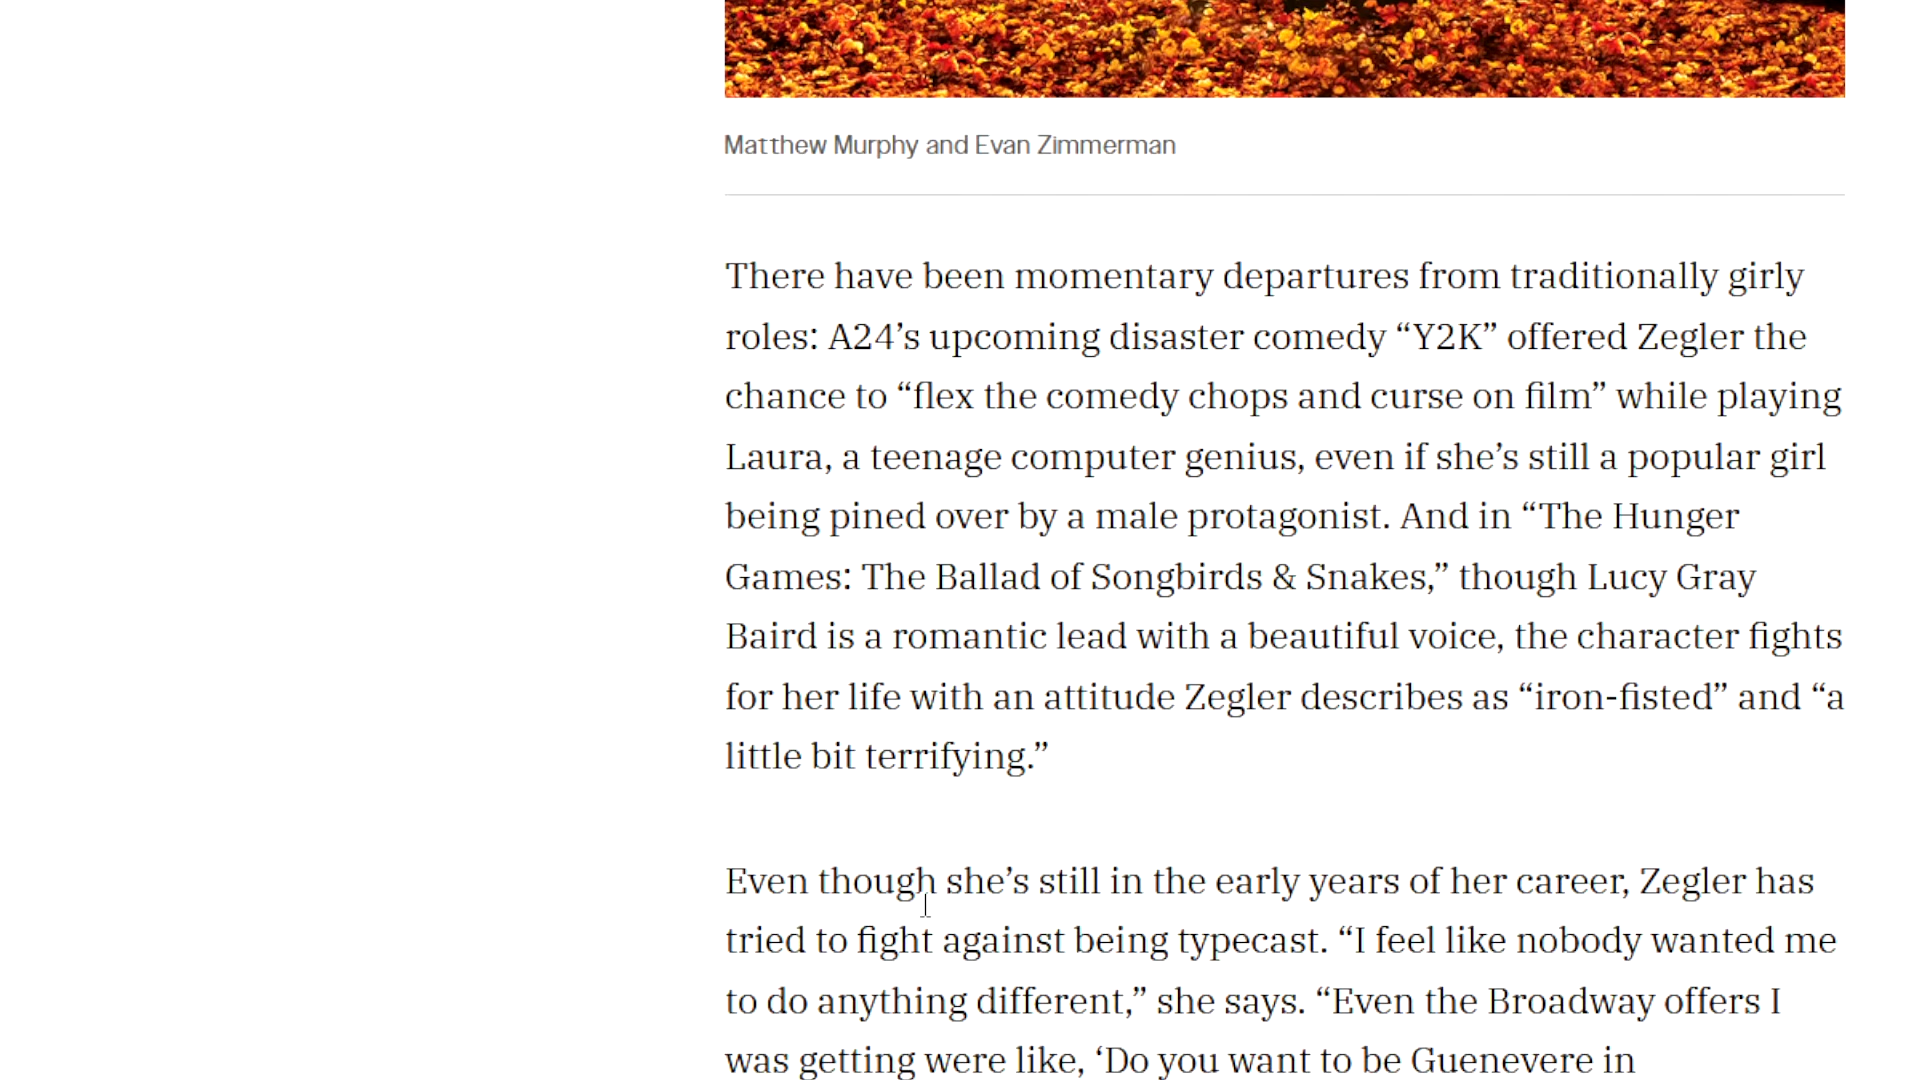 Matthew Murphy and Evan Zimmerman
There have been momentary departures from traditionally girly
roles: A24’s upcoming disaster comedy “Y2K” offered Zegler the
chance to “flex the comedy chops and curse on film” while playing
Laura, a teenage computer genius, even if she’s still a popular girl
being pined over by a male protagonist. And in “The Hunger
Games: The Ballad of Songbirds & Snakes,” though Lucy Gray
Baird is a romantic lead with a beautiful voice, the character fights
for her life with an attitude Zegler describes as “iron-fisted” and “a
little bit terrifying.”
Even though she’s still in the early years of her career, Zegler has
tried to fight against being typecast. “I feel like nobody wanted me
to do anything different,” she says. “Even the Broadway offers I
was getting were like, ‘Do you want to be Guenevere in